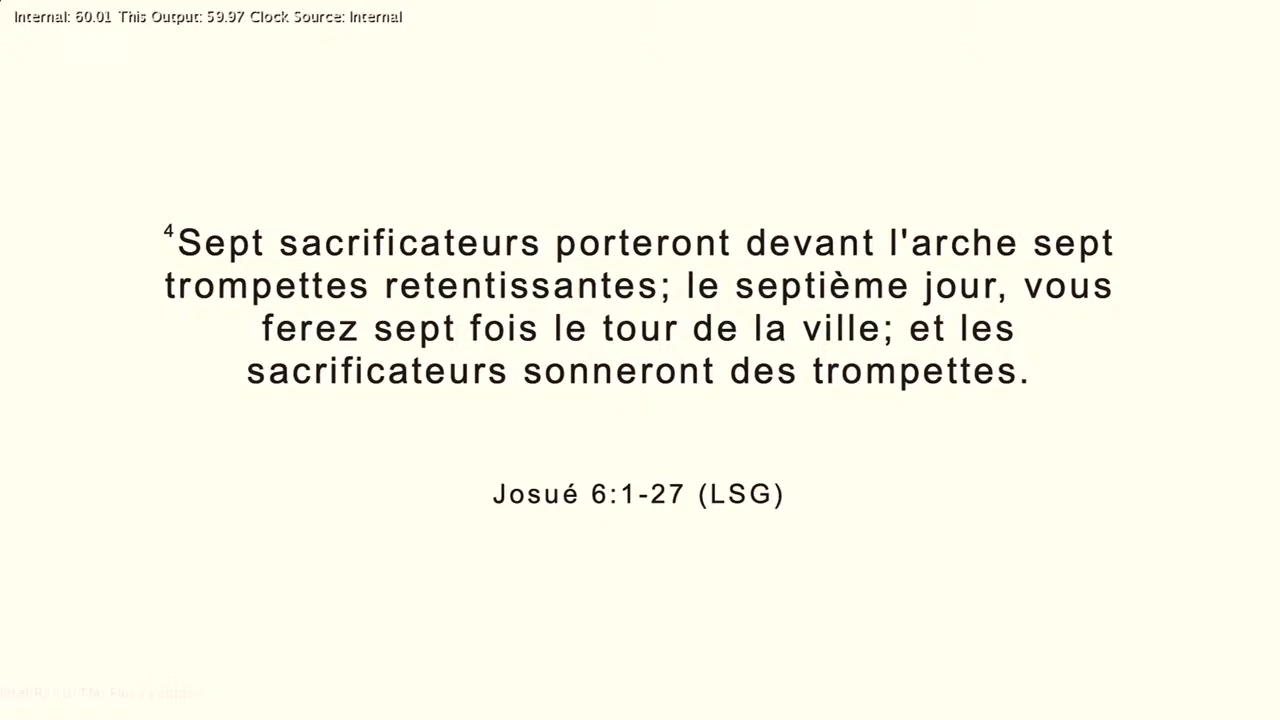 Internal: 60.01 This Output: 59.97 Clock Source: Internal
⁴Sept sacrificateurs porteront devant l'arche sept
trompettes retentissantes; le septième jour, vous
ferez sept fois le tour de la ville; et les
sacrificateurs sonneront des trompettes.
Josué 6:1-27 (LSG)